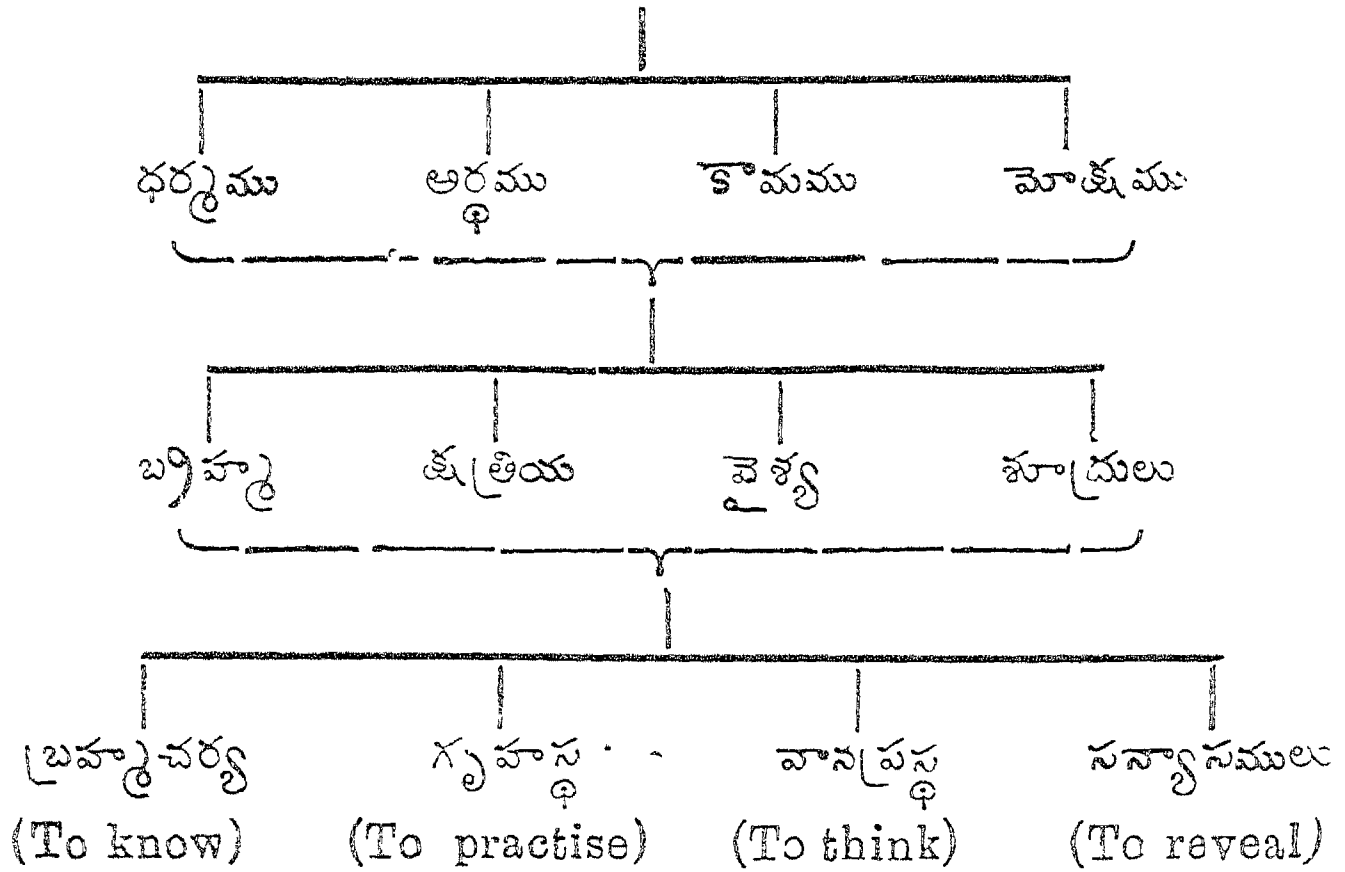 ధర్మము అర్థము కామము మోక్షము
బ్రహ్మ క్షత్రియ వైశ్య శూద్రులు
బ్రహ్మచర్య గృహస్థ వానప్రస్థ సన్యాసములు
(To know) (To practise) (To think) (To reveal)